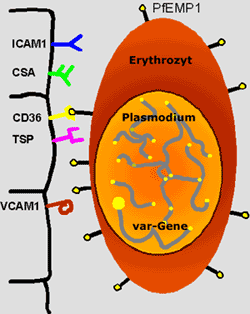 PfEMP1
ICAM1
Erythrozyt
CSA
CD36
Plasmodium
TSP
VCAM1
var-Gene